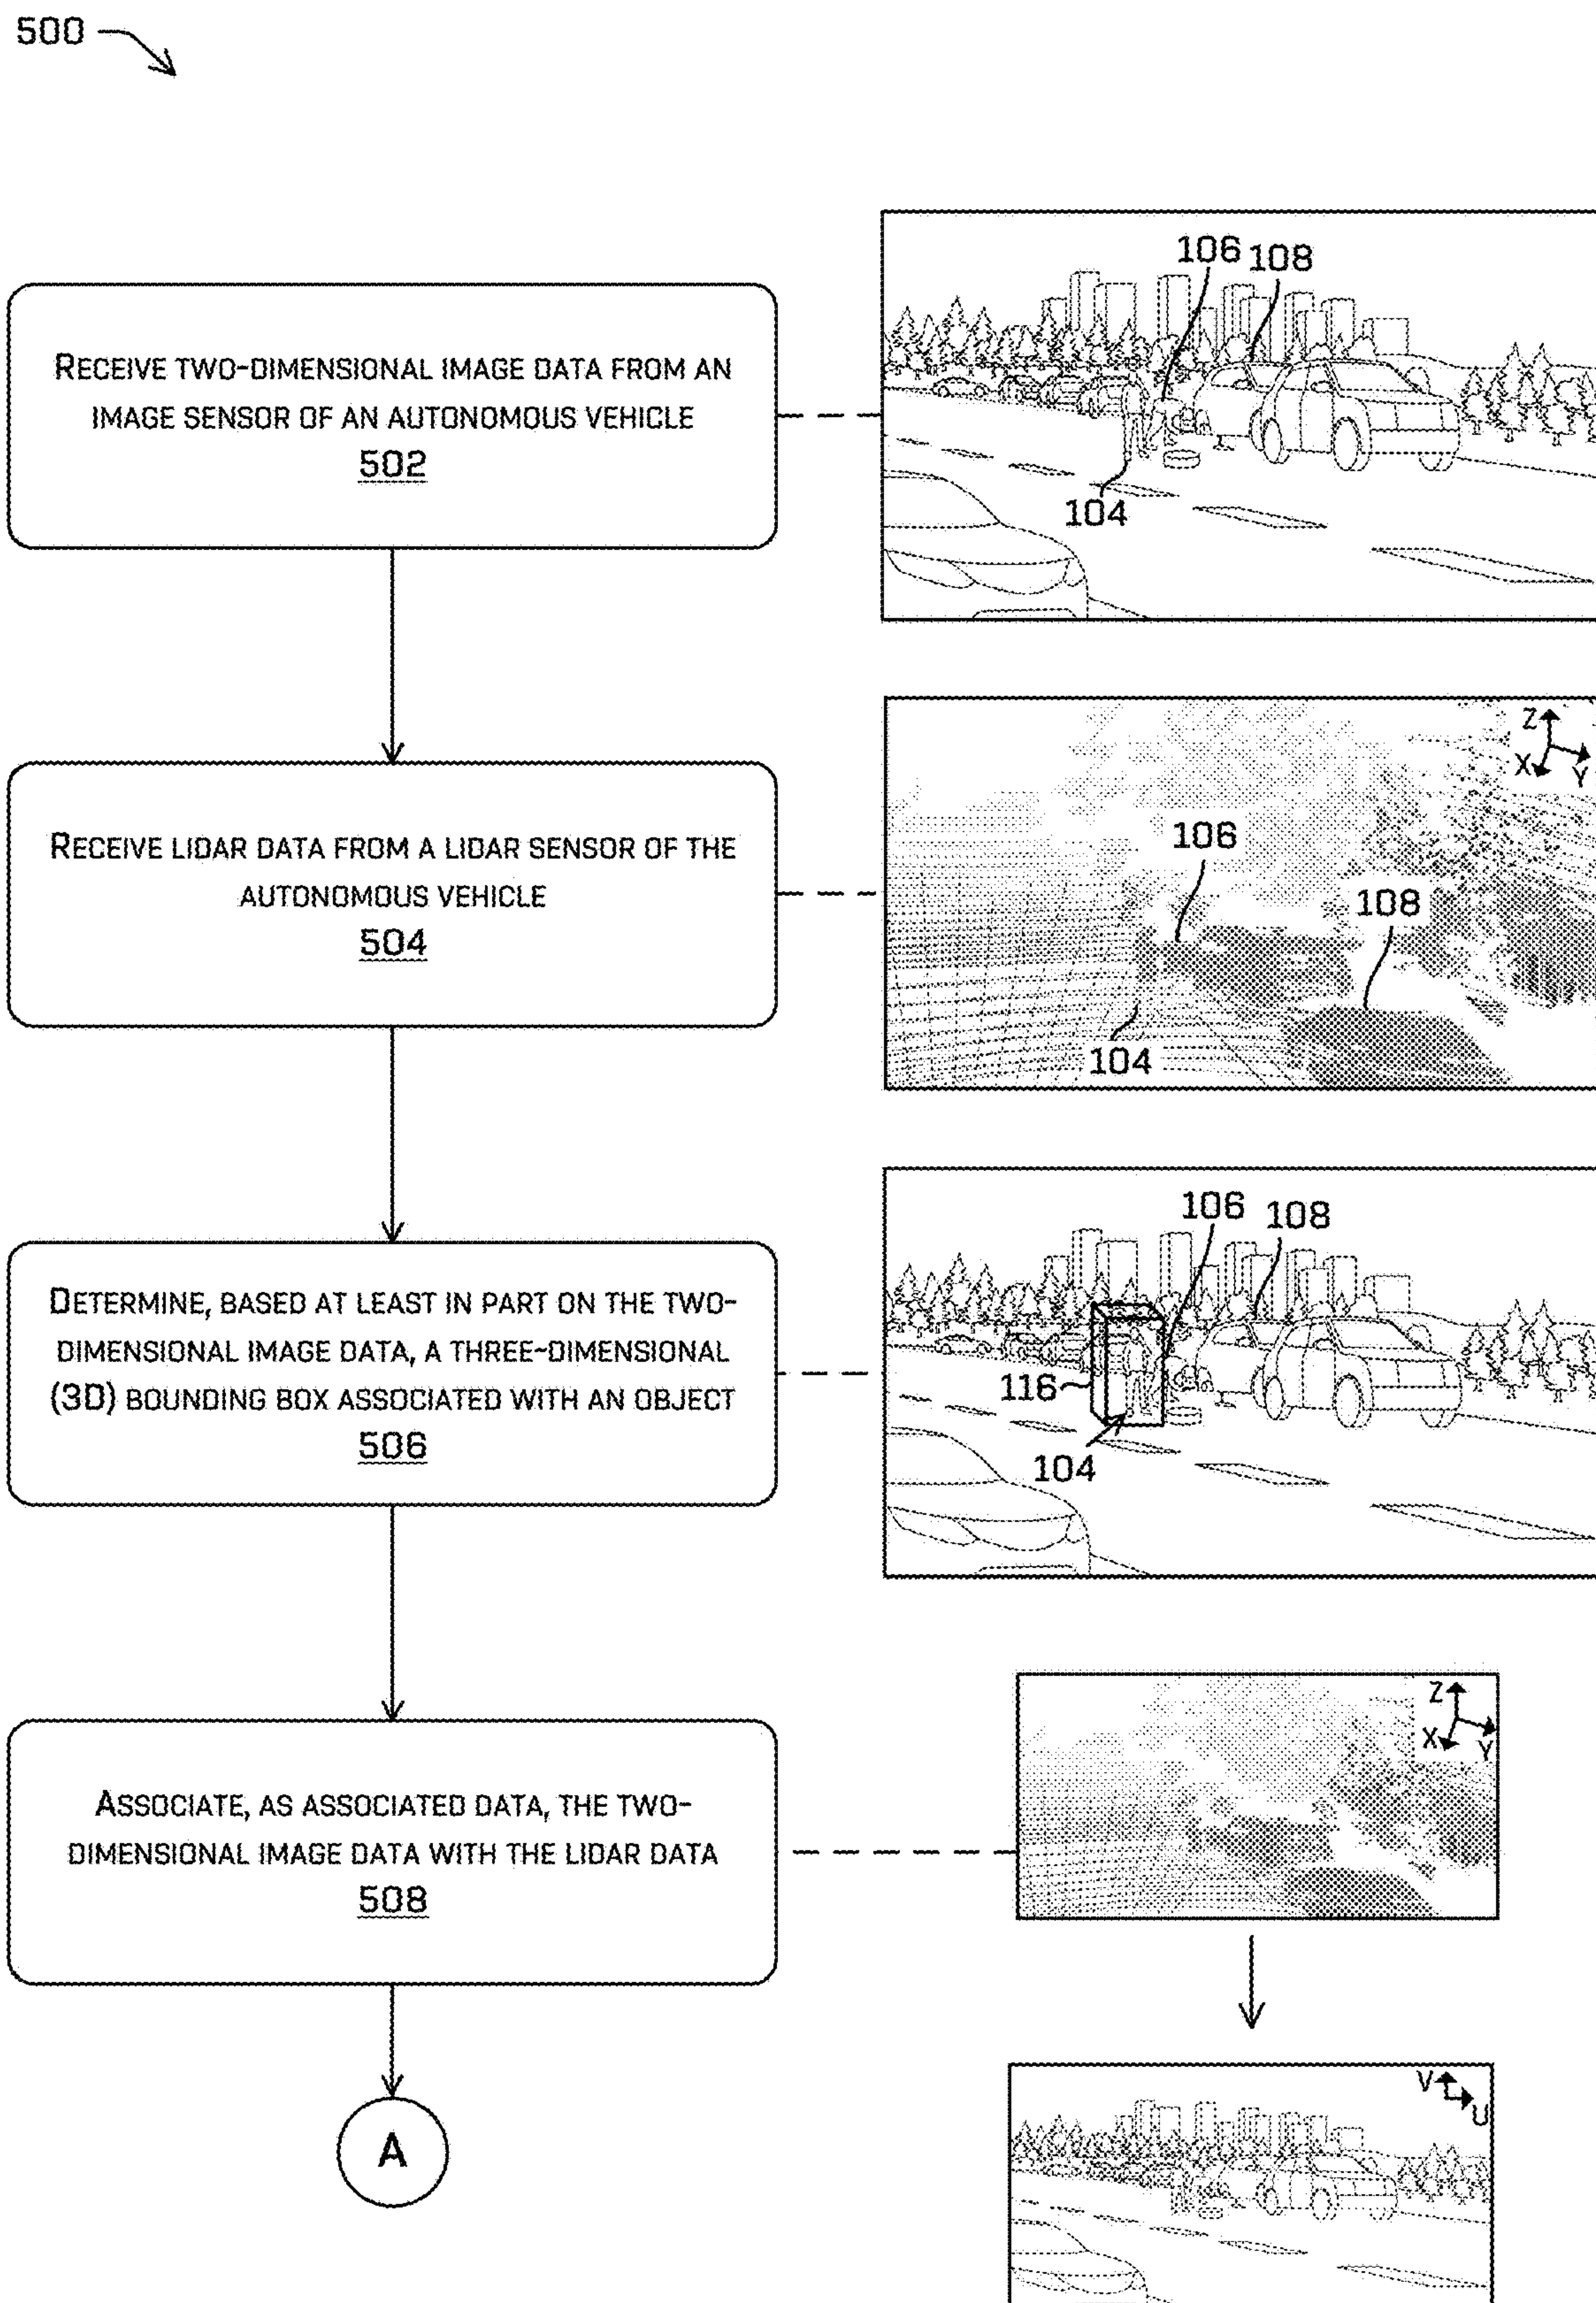 500
106 108
RECEIVE TWO-DIMENSIONAL IMAGE DATA FROM AN
IMAGE SENSOR OF AN AUTONOMOUS VEHICLE
502
104
Z
X Y
106
RECEIVE LIDAR DATA FROM A LIDAR SENSOR OF THE
AUTONOMOUS VEHICLE
504
108
104
106 108
DETERMINE, BASED AT LEAST IN PART ON THE TWO-
DIMENSIONAL IMAGE DATA, A THREE-DIMENSIONAL
(3D) BOUNDING BOX ASSOCIATED WITH AN OBJECT
506
116
104
Z
X Y
ASSOCIATE, AS ASSOCIATED DATA, THE TWO-
DIMENSIONAL IMAGE DATA WITH THE LIDAR DATA
508
V
U
A